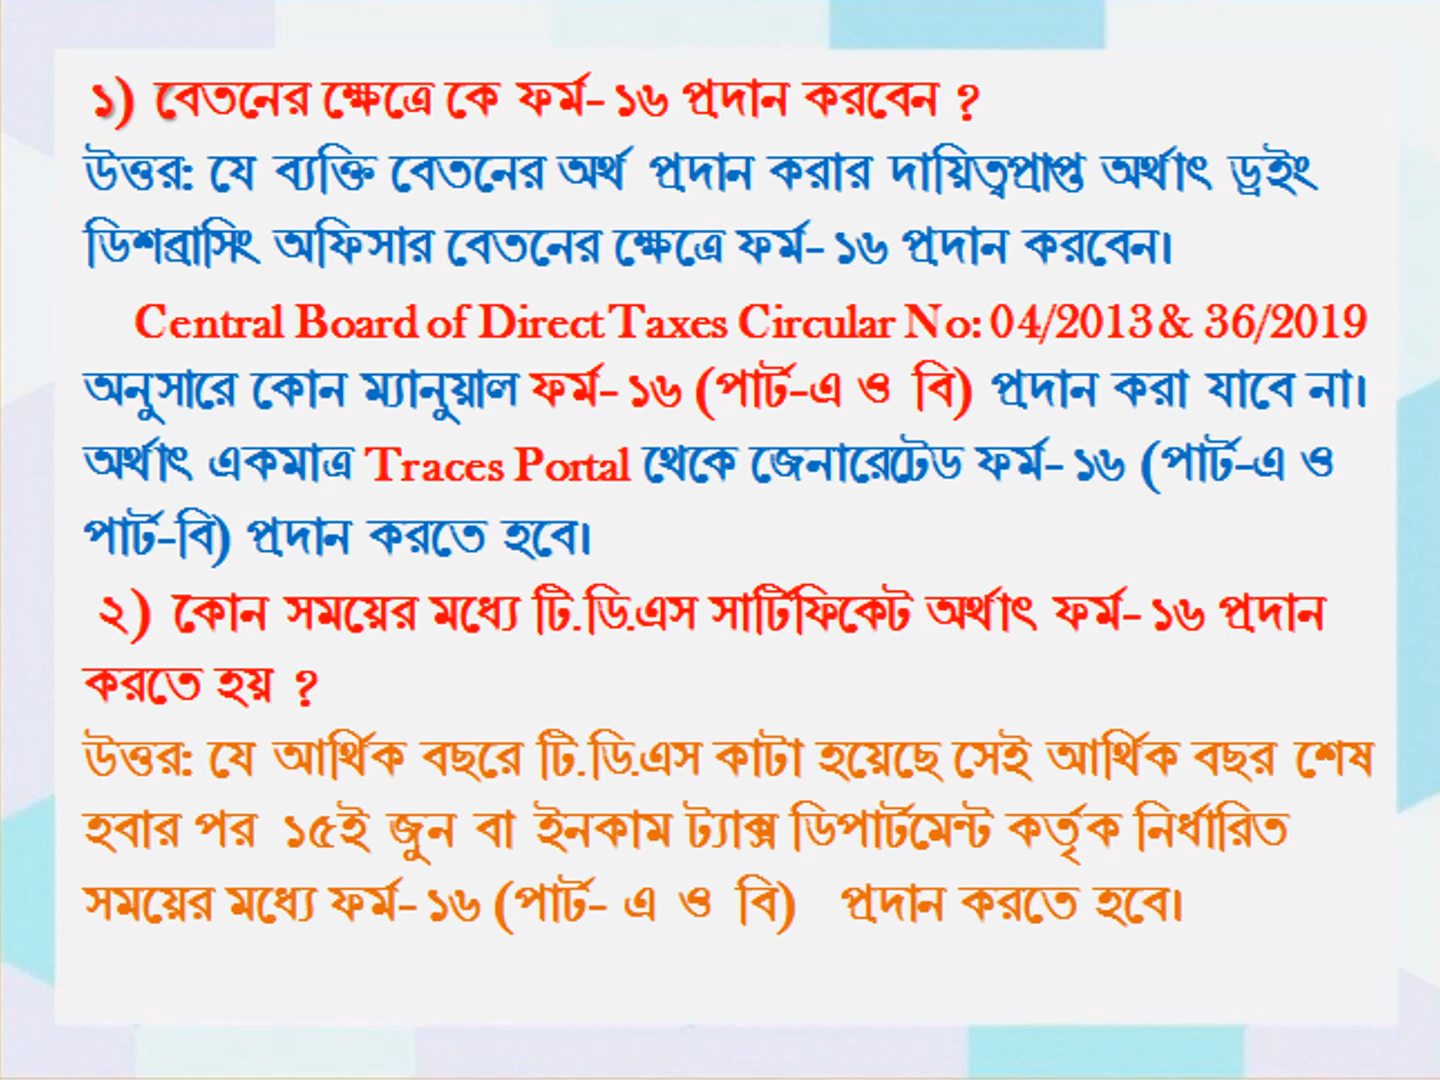 ১) বেতনের ক্ষেত্রে কে ফর্ম- ১৬ প্রদান করবেন ?
উত্তর: যে ব্যক্তি বেতনের অর্থ প্রদান করার দায়িত্বপ্রাপ্ত অর্থাৎ ড্রইং
ডিশব্রাসিং অফিসার বেতনের ক্ষেত্রে ফর্ম- ১৬ প্রদান করবেন।
Central Board of Direct Taxes Circular No: 04/2013 & 36/2019
অনুসারে কোন ম্যানুয়াল ফর্ম- ১৬ (পার্ট-এ ও বি) প্রদান করা যাবে না।
অর্থাৎ একমাত্র Traces Portal থেকে জেনারেটেড ফর্ম- ১৬ (পার্ট-এ ও
পার্ট-বি) প্রদান করতে হবে।
২) কোন সময়ের মধ্যে টি.ডি.এস সার্টিফিকেট অর্থাৎ ফর্ম- ১৬ প্রদান
করতে হয় ?
উত্তর: যে আর্থিক বছরে টি.ডি.এস কাটা হয়েছে সেই আর্থিক বছর শেষ
হবার পর ১৫ই জুন বা ইনকাম ট্যাক্স ডিপার্টমেন্ট কর্তৃক নির্ধারিত
সময়ের মধ্যে ফর্ম- ১৬ (পার্ট- এ ও বি) প্রদান করতে হবে।